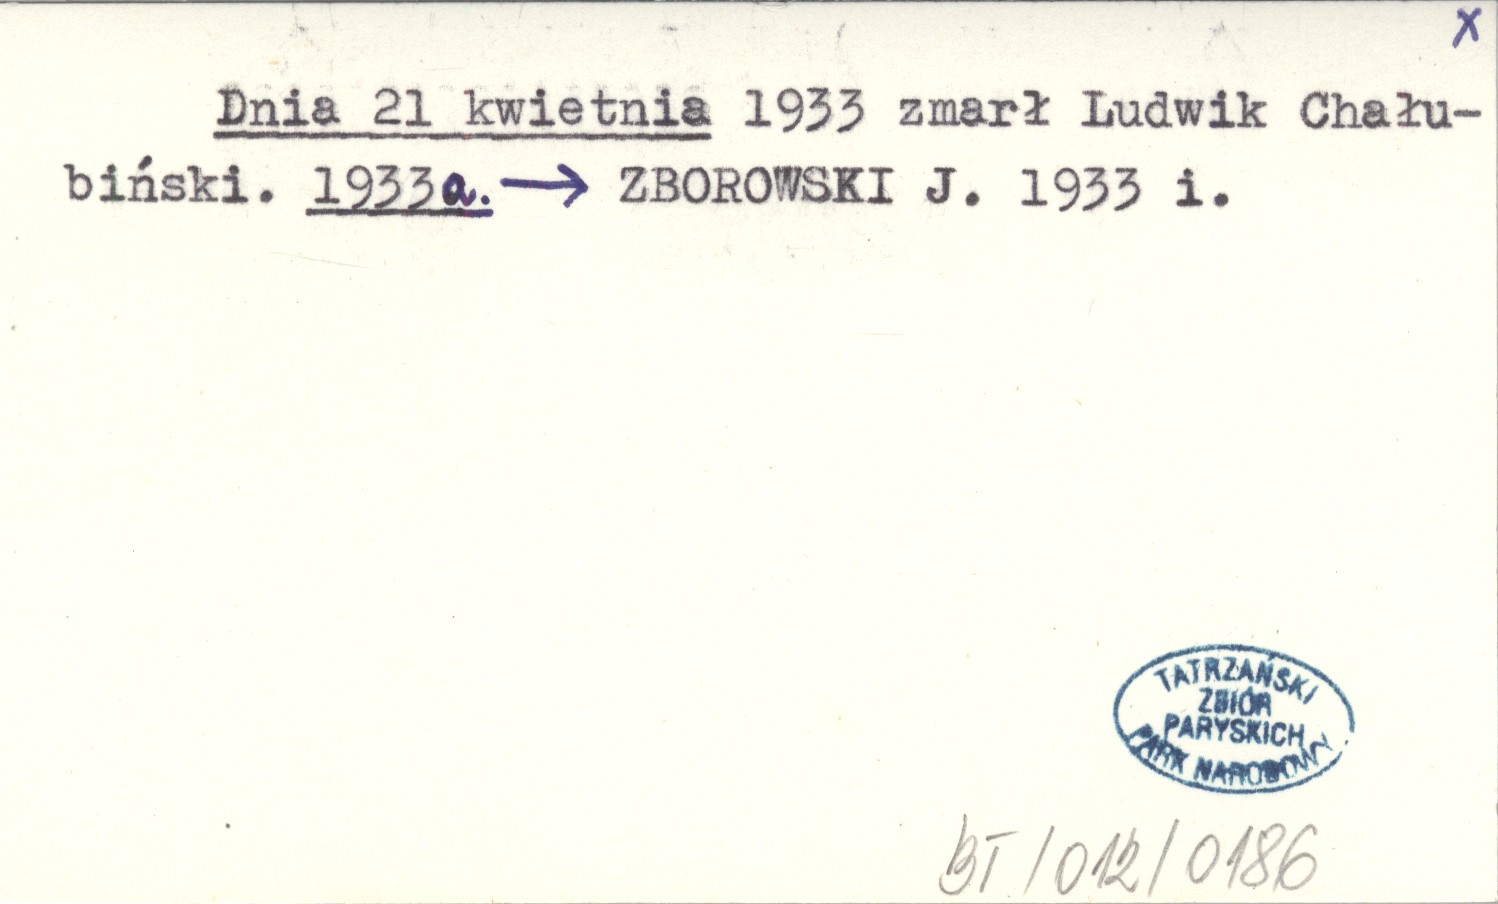 x
Dnia 21 kwietnia 1933 zmarł Ludwik Chału-
biński. 1933a. → ZBOROWSKI J. 1933 i.
TATRZAŃSKI
ZBIÓR
PARYSKICH
PARK NARODOWY
BT/012/0186